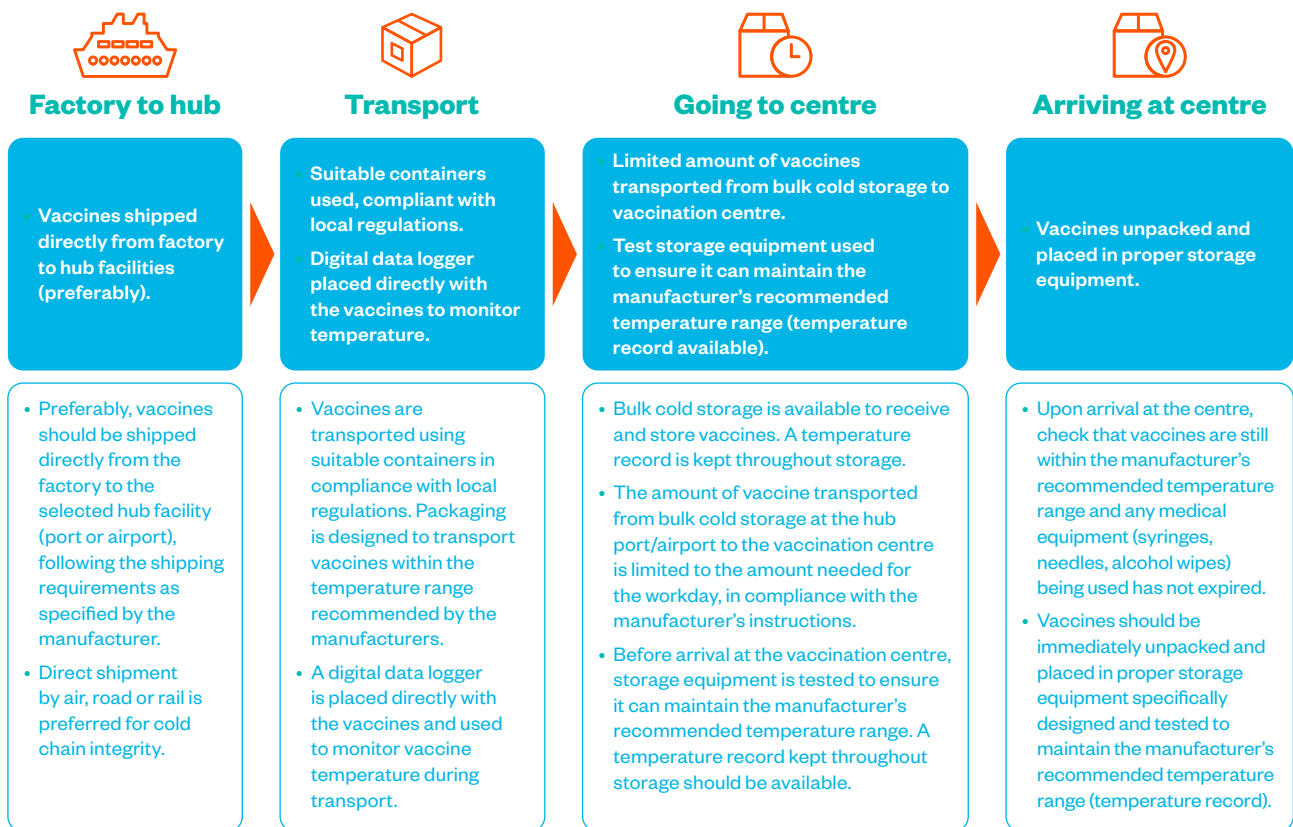 Factory to hub
• Vaccines shipped
directly from factory
to hub facilities
(preferably).
• Preferably, vaccines
should be shipped
directly from the
factory to the
selected hub facility
(port or airport),
following the shipping
requirements as
specified by the
manufacturer.
• Direct shipment
by air, road or rail is
preferred for cold
chain integrity.
Transport
• Suitable containers
used, compliant with
local regulations.
• Digital data logger
placed directly with
the vaccines to monitor
temperature.
• Vaccines are
transported using
suitable containers in
compliance with local
regulations. Packaging
is designed to transport
vaccines within the
temperature range
recommended by the
manufacturers.
• A digital data logger
is placed directly with
the vaccines and used
to monitor vaccine
temperature during
transport.
Going to centre
• Limited amount of vaccines
transported from bulk cold storage to
vaccination centre.
• Test storage equipment used
to ensure it can maintain the
manufacturer's recommended
temperature range (temperature
record available).
• Bulk cold storage is available to receive
and store vaccines. A temperature
record is kept throughout storage.
• The amount of vaccine transported
from bulk cold storage at the hub
port/airport to the vaccination centre
is limited to the amount needed for
the workday, in compliance with the
manufacturer's instructions.
• Before arrival at the vaccination centre,
storage equipment is tested to ensure
it can maintain the manufacturer's
recommended temperature range. A
temperature record kept throughout
storage should be available.
Arriving at centre
• Vaccines unpacked and
placed in proper storage
equipment.
• Upon arrival at the centre,
check that vaccines are still
within the manufacturer's
recommended temperature
range and any medical
equipment (syringes,
needles, alcohol wipes)
being used has not expired.
• Vaccines should be
immediately unpacked and
placed in proper storage
equipment specifically
designed and tested to
maintain the manufacturer's
recommended temperature
range (temperature record).